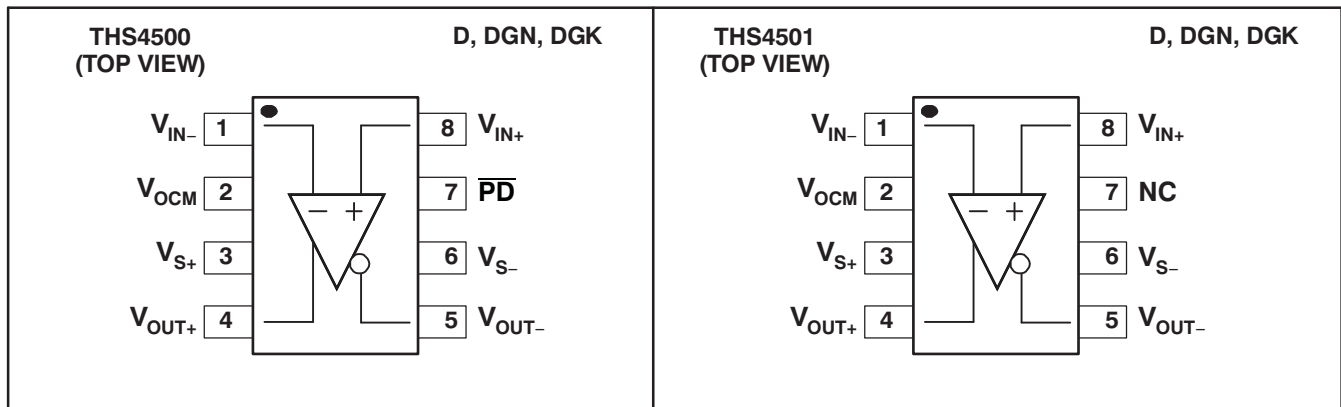 THS4500
(TOP VIEW)
D, DGN, DGK
V_IN− 1
8 V_IN+
V_OCM 2
7 P̅D̅
V_S+ 3
6 V_S−
V_OUT+ 4
5 V_OUT−
− +
THS4501
(TOP VIEW)
D, DGN, DGK
V_IN− 1
8 V_IN+
V_OCM 2
7 NC
V_S+ 3
6 V_S−
V_OUT+ 4
5 V_OUT−
− +